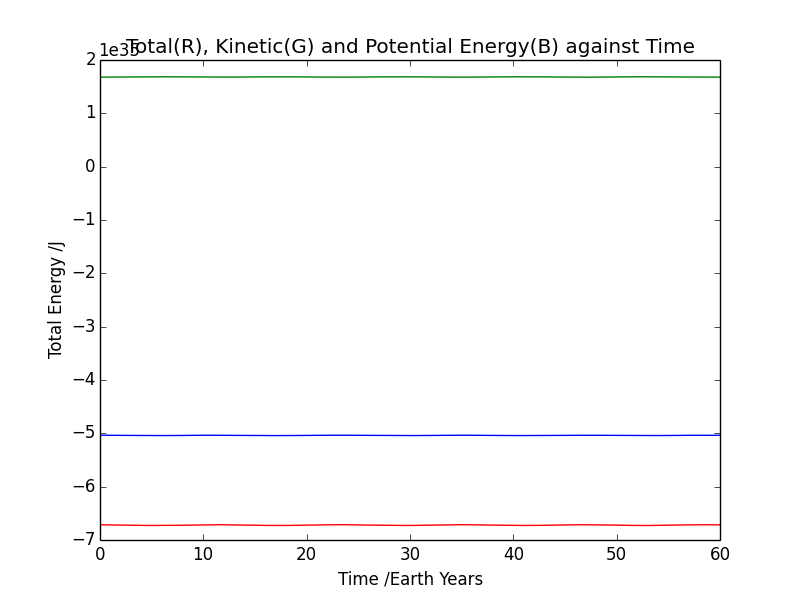 1e35
Total(R), Kinetic(G) and Potential Energy(B) against Time
2
1
0
−1
−2
−3
−4
−5
−6
−7
Total Energy /J
0 10 20 30 40 50 60
Time /Earth Years